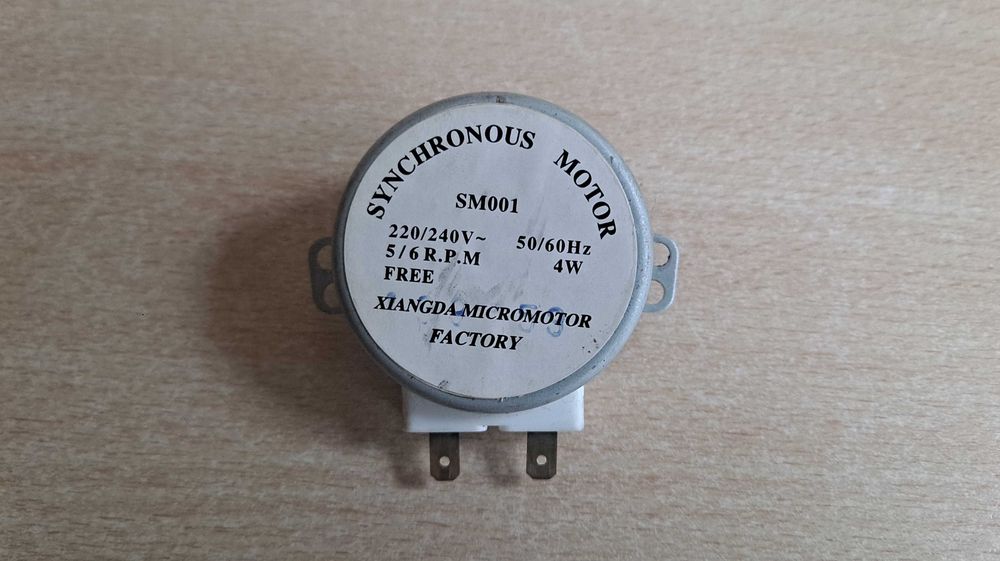 SYNCHRONOUS MOTOR
SM001
220/240V~ 50/60Hz
5/6 R.P.M 4W
FREE
XIANGDA MICROMOTOR
FACTORY